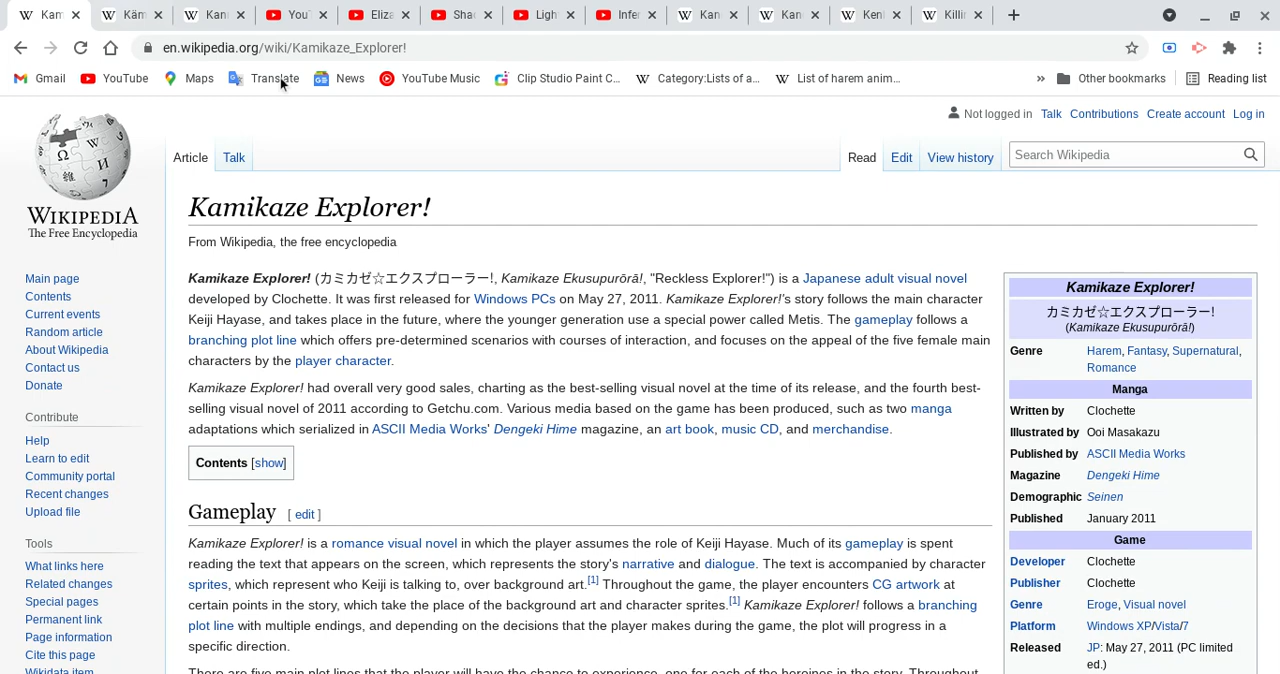 Kam
Käm
Kan
YouT
Eliza
Sha
Ligh
Infer
Kan
Kan
Ken
Killi
en.wikipedia.org/wiki/Kamikaze_Explorer!
Gmail YouTube Maps Translate News YouTube Music Clip Studio Paint C... Category:Lists of a... List of harem anim... » Other bookmarks Reading list
Not logged in Talk Contributions Create account Log in
Article Talk Read Edit View history Search Wikipedia
WIKIPEDIA
The Free Encyclopedia
Main page
Contents
Current events
Random article
About Wikipedia
Contact us
Donate
Contribute
Help
Learn to edit
Community portal
Recent changes
Upload file
Tools
What links here
Related changes
Special pages
Permanent link
Page information
Cite this page
Wikidata item
Kamikaze Explorer!
From Wikipedia, the free encyclopedia
Kamikaze Explorer! (カミカゼ☆エクスプローラー!, Kamikaze Ekusupurōrā!, "Reckless Explorer!") is a Japanese adult visual novel
developed by Clochette. It was first released for Windows PCs on May 27, 2011. Kamikaze Explorer!'s story follows the main character
Keiji Hayase, and takes place in the future, where the younger generation use a special power called Metis. The gameplay follows a
branching plot line which offers pre-determined scenarios with courses of interaction, and focuses on the appeal of the five female main
characters by the player character.
Kamikaze Explorer! had overall very good sales, charting as the best-selling visual novel at the time of its release, and the fourth best-
selling visual novel of 2011 according to Getchu.com. Various media based on the game has been produced, such as two manga
adaptations which serialized in ASCII Media Works' Dengeki Hime magazine, an art book, music CD, and merchandise.
Contents [show]
Gameplay [ edit ]
Kamikaze Explorer! is a romance visual novel in which the player assumes the role of Keiji Hayase. Much of its gameplay is spent
reading the text that appears on the screen, which represents the story's narrative and dialogue. The text is accompanied by character
sprites, which represent who Keiji is talking to, over background art.[1] Throughout the game, the player encounters CG artwork at
certain points in the story, which take the place of the background art and character sprites.[1] Kamikaze Explorer! follows a branching
plot line with multiple endings, and depending on the decisions that the player makes during the game, the plot will progress in a
specific direction.
There are five main plot lines that the player will have the chance to experience, one for each of the heroines in the story. Throughout
Kamikaze Explorer!
カミカゼ☆エクスプローラー!
(Kamikaze Ekusupurōrā!)
Genre Harem, Fantasy, Supernatural,
Romance
Manga
Written by Clochette
Illustrated by Ooi Masakazu
Published by ASCII Media Works
Magazine Dengeki Hime
Demographic Seinen
Published January 2011
Game
Developer Clochette
Publisher Clochette
Genre Eroge, Visual novel
Platform Windows XP/Vista/7
Released JP: May 27, 2011 (PC limited
ed.)